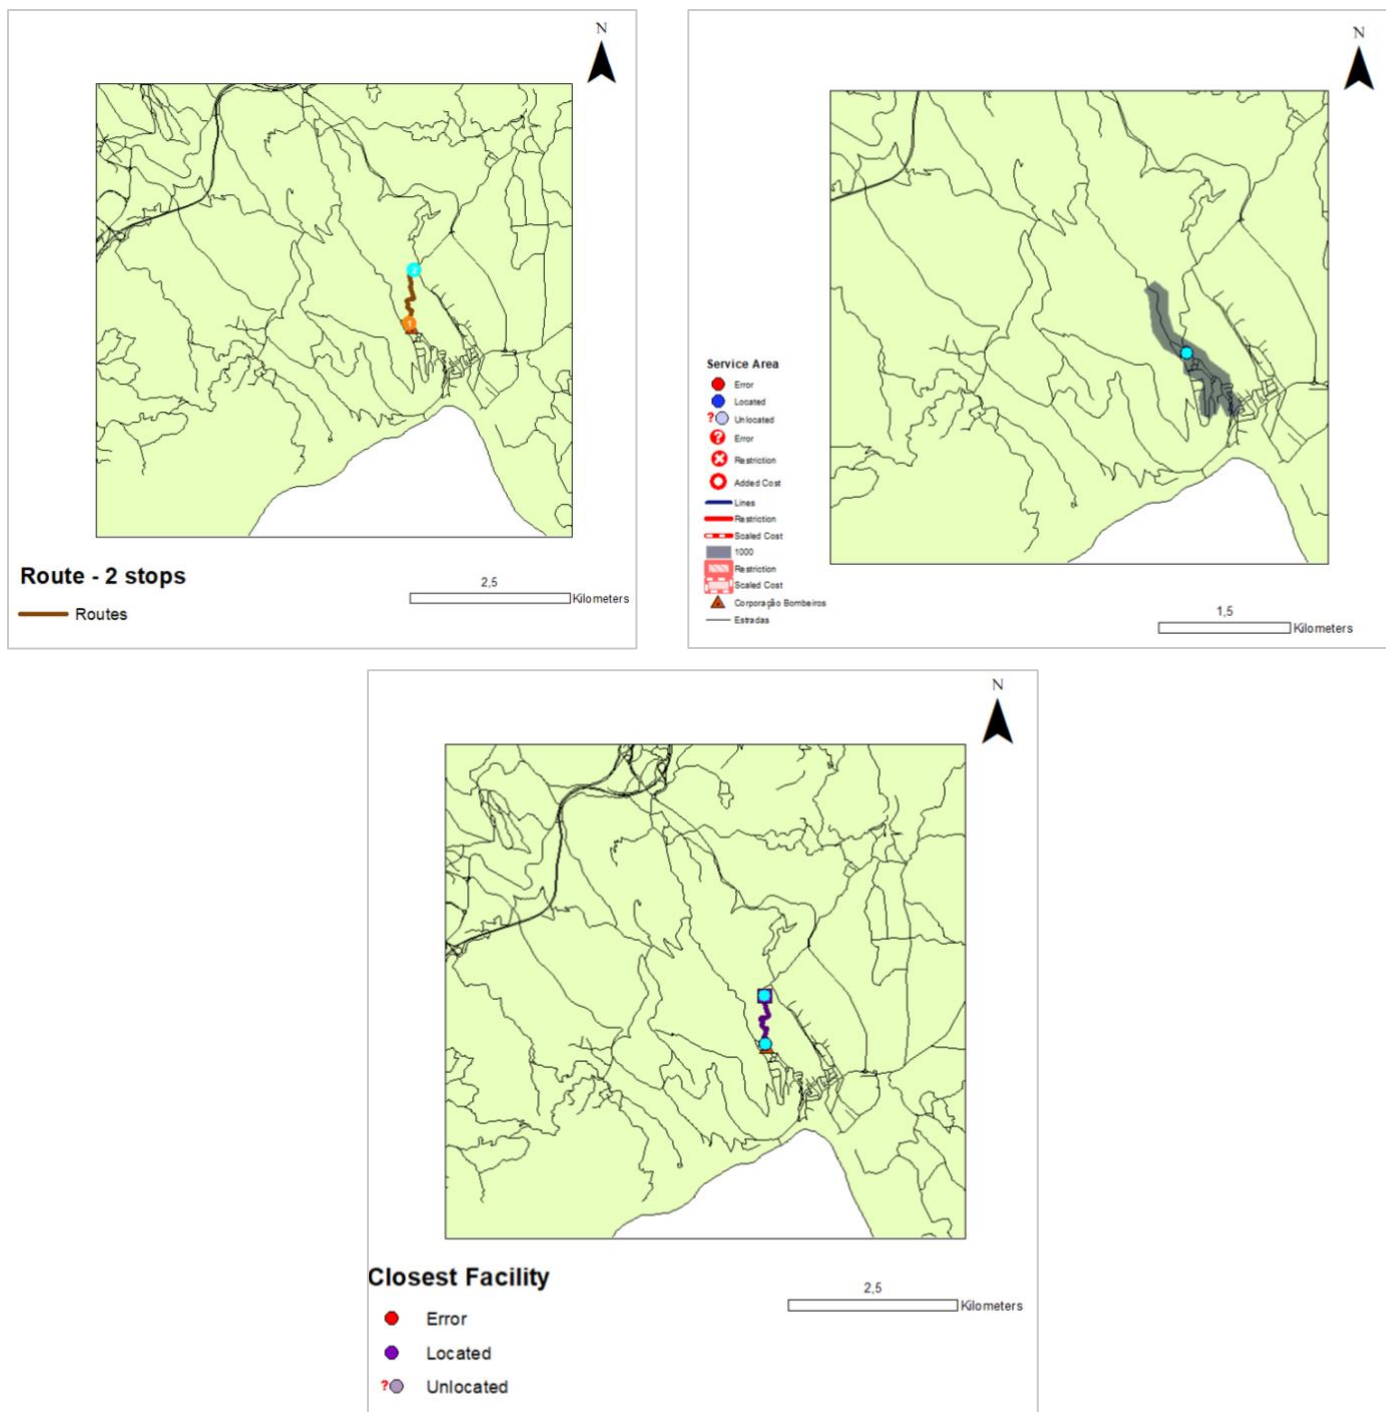 N
1
2
Route - 2 stops
Routes
2,5
Kilometers
N
Service Area
Error
Located
? Unlocated
? Error
Restriction
Added Cost
Lines
Restriction
Scaled Cost
1000
Restriction
Scaled Cost
Corporação Bombeiros
Estradas
1,5
Kilometers
N
Closest Facility
Error
Located
? Unlocated
2,5
Kilometers